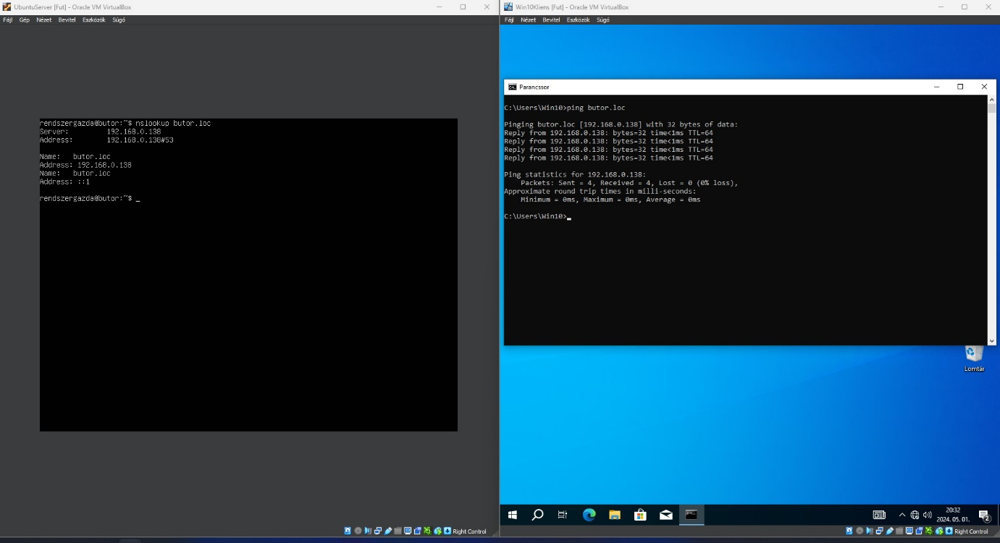 UbuntuServer [Fut] - Oracle VM VirtualBox
Fájl Gép Nézet Bevitel Eszközök Súgó
rendszergazda@butor:~$ nslookup butor.loc
Server: 192.168.0.138
Address: 192.168.0.138#53
Name: butor.loc
Address: 192.168.0.138
Name: butor.loc
Address: ::1
rendszergazda@butor:~$ _
Right Control
Win10Kliens [Fut] - Oracle VM VirtualBox
Fájl Nézet Bevitel Eszközök Súgó
Parancssor
C:\Users\Win10>ping butor.loc
Pinging butor.loc [192.168.0.138] with 32 bytes of data:
Reply from 192.168.0.138: bytes=32 time<1ms TTL=64
Reply from 192.168.0.138: bytes=32 time<1ms TTL=64
Reply from 192.168.0.138: bytes=32 time<1ms TTL=64
Reply from 192.168.0.138: bytes=32 time<1ms TTL=64
Ping statistics for 192.168.0.138:
Packets: Sent = 4, Received = 4, Lost = 0 (0% loss),
Approximate round trip times in milli-seconds:
Minimum = 0ms, Maximum = 0ms, Average = 0ms
C:\Users\Win10>
Lomtár
20:32
2024. 05. 01.
2
Right Control